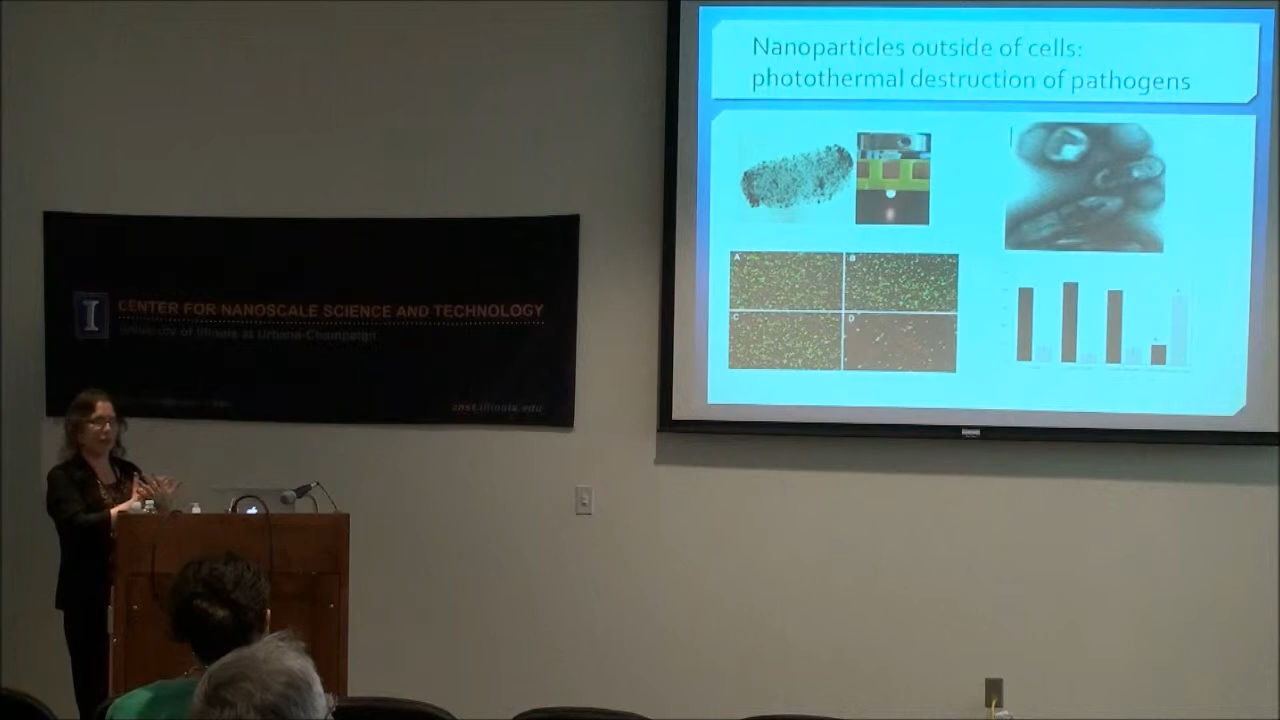 Nanoparticles outside of cells:
photothermal destruction of pathogens
A
B
C
D
I
CENTER FOR NANOSCALE SCIENCE AND TECHNOLOGY
University of Illinois at Urbana-Champaign
cnst.illinois.edu